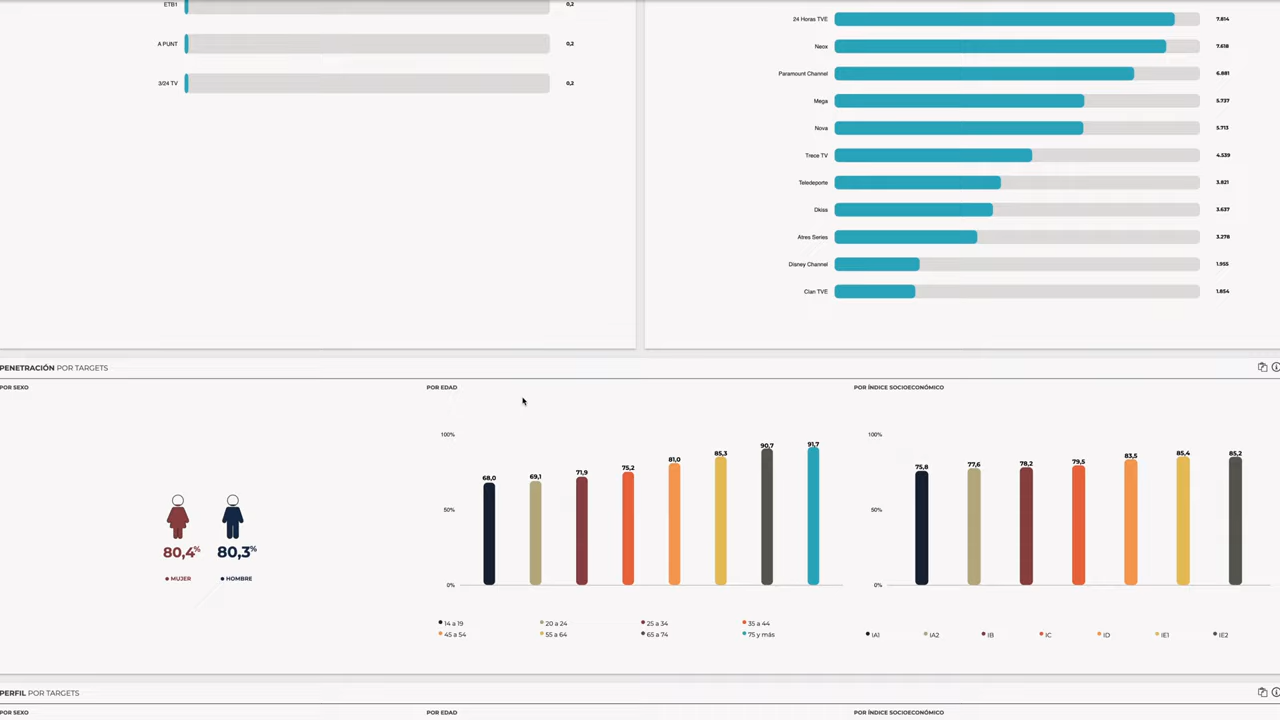 ETB1 0,2
A PUNT 0,2
3/24 TV 0,2
24 Horas TVE 7.814
Neox 7.618
Paramount Channel 6.881
Mega 5.737
Nova 5.713
Trece TV 4.539
Teledeporte 3.821
Dkiss 3.637
Atres Series 3.278
Disney Channel 1.955
Clan TVE 1.854
PENETRACIÓN POR TARGETS
POR SEXO
80,4% 80,3%
MUJER HOMBRE
POR EDAD
100%
50%
0%
68,0 69,1 71,9 75,2 81,0 85,3 90,7 91,7
14 a 19 20 a 24 25 a 34 35 a 44
45 a 54 55 a 64 65 a 74 75 y más
POR ÍNDICE SOCIOECONÓMICO
100%
50%
0%
75,8 77,6 78,2 79,5 83,5 85,4 85,2
IA1 IA2 IB IC ID IE1 IE2
PERFIL POR TARGETS
POR SEXO POR EDAD POR ÍNDICE SOCIOECONÓMICO